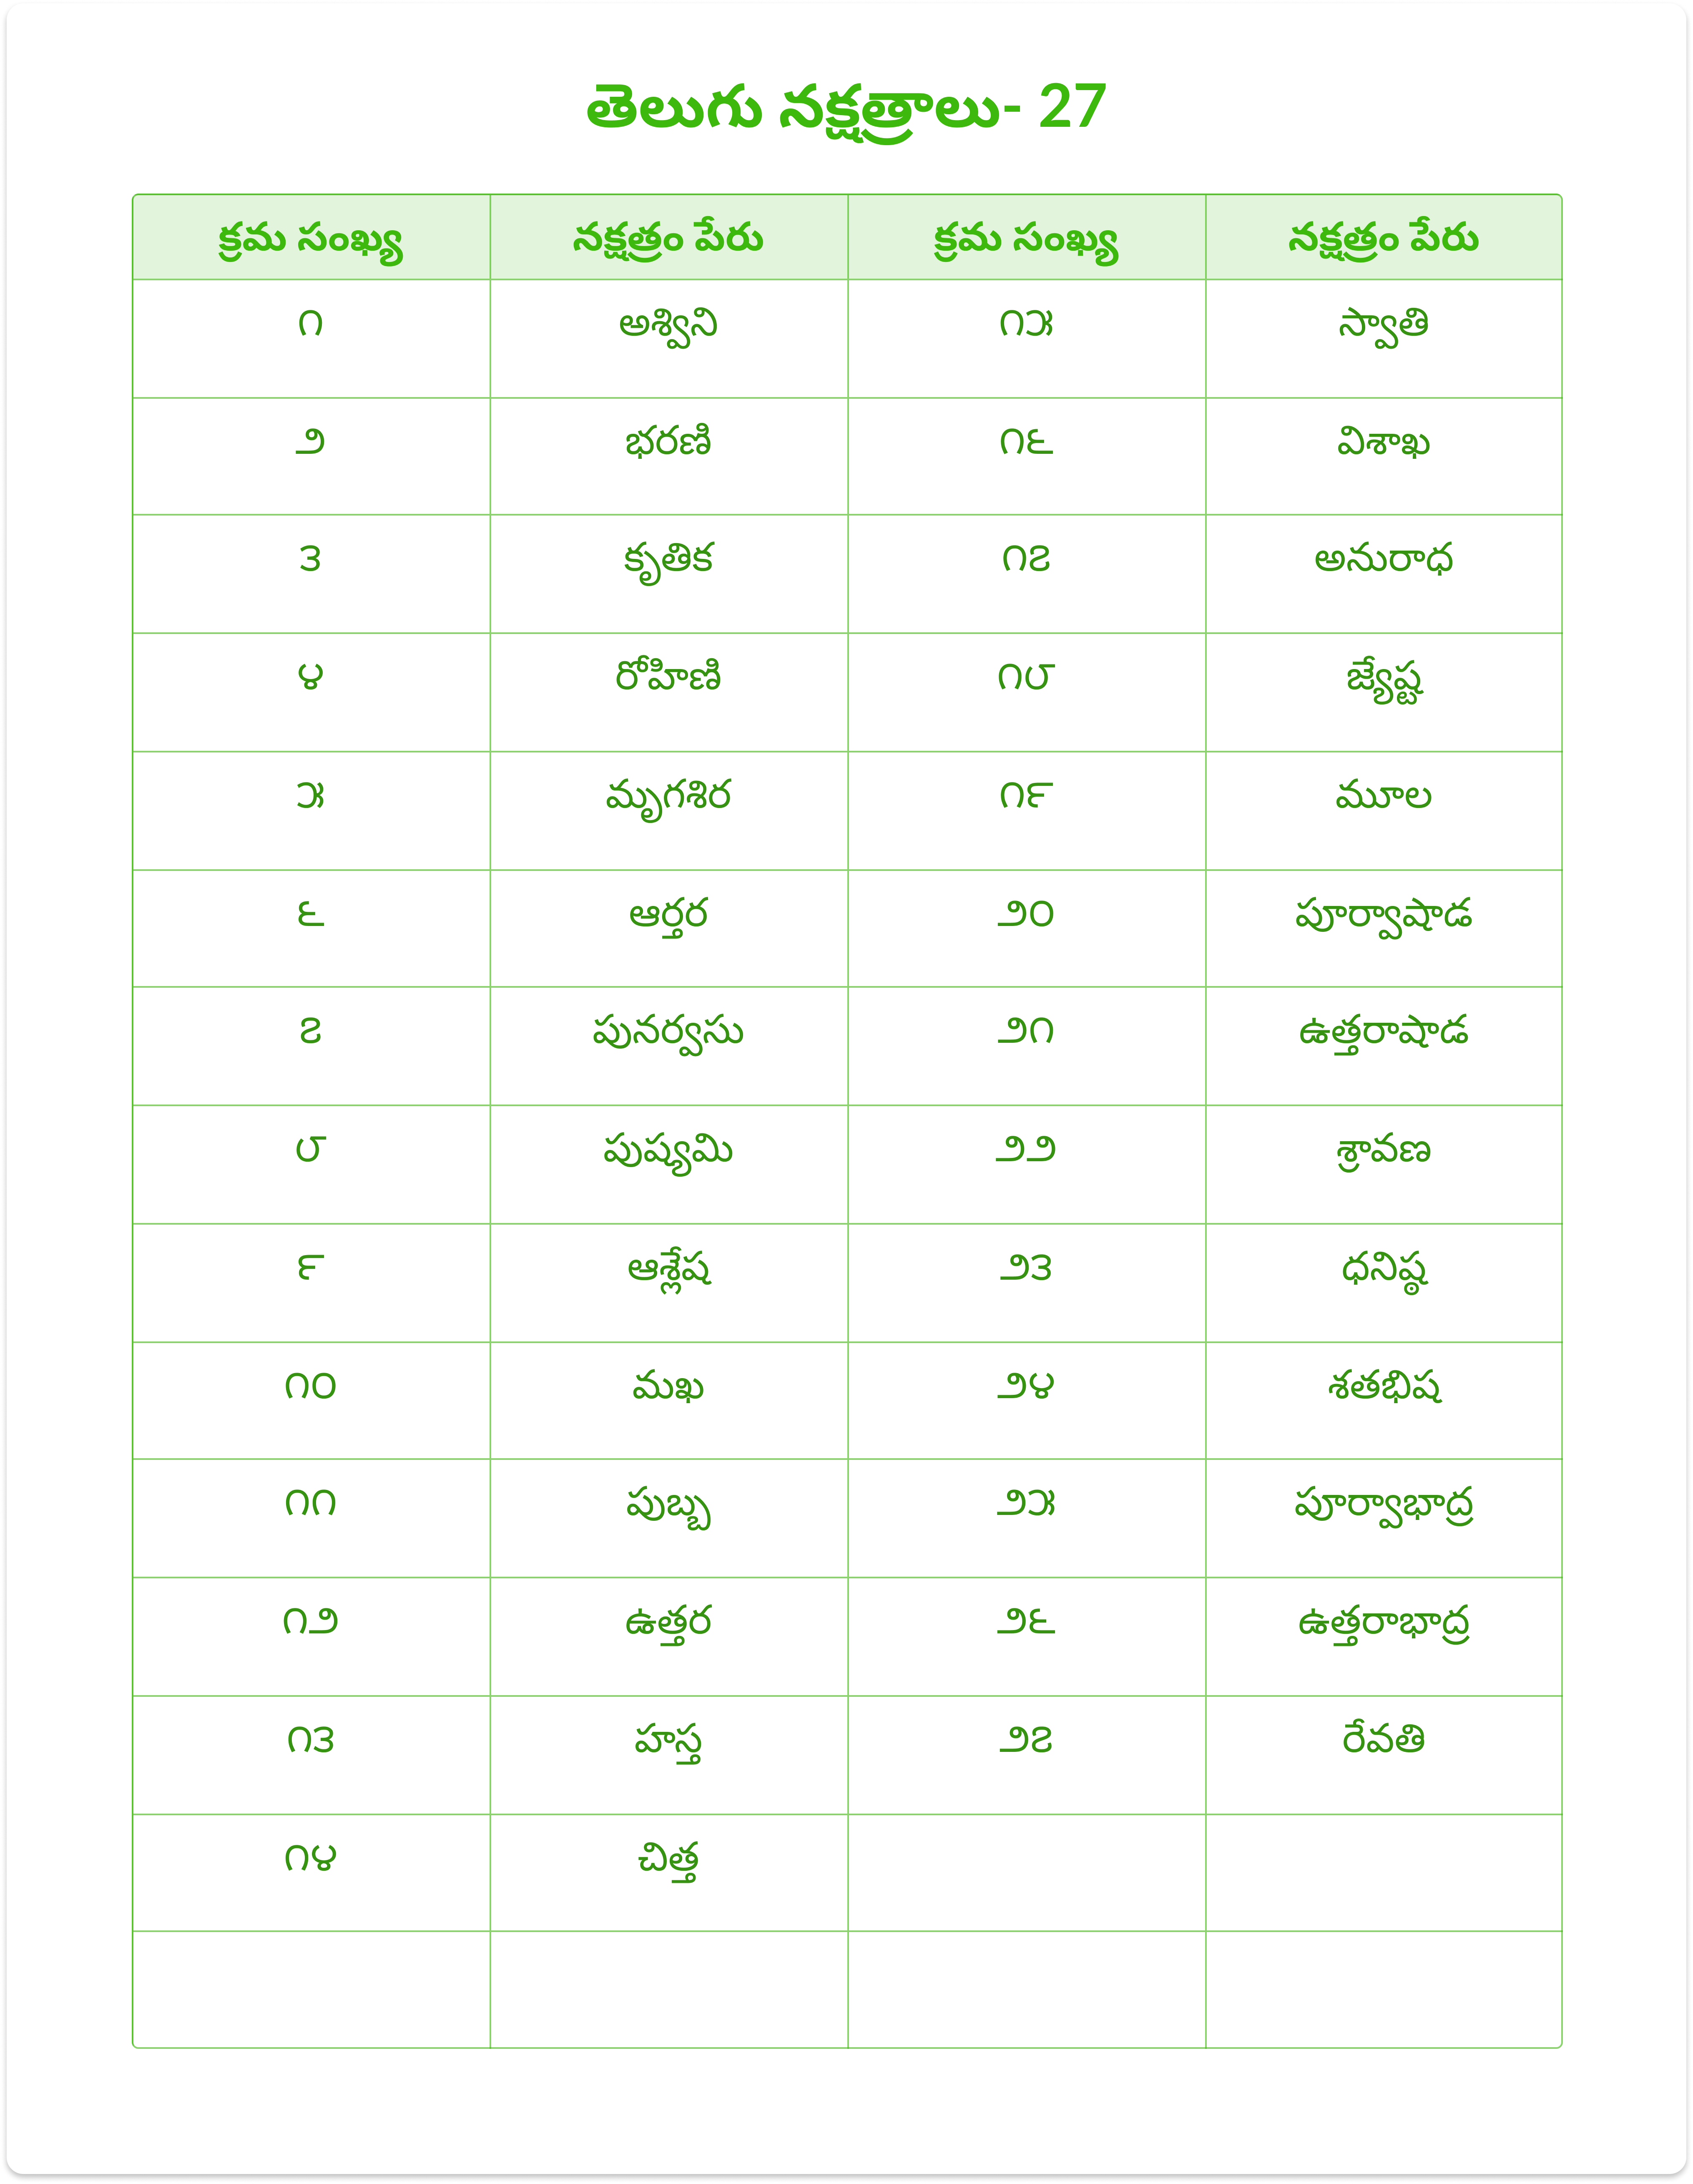 తెలుగు నక్షత్రాలు- 27
క్రమ సంఖ్య నక్షత్రం పేరు క్రమ సంఖ్య నక్షత్రం పేరు
౧ అశ్విని ౧౫ స్వాతి
౨ భరణి ౧౬ విశాఖ
౩ కృతిక ౧౭ అనురాధ
౪ రోహిణి ౧౮ జ్యేష్ట
౫ మృగశిర ౧౯ మూల
౬ ఆర్తర ౨౦ పూర్వాషాడ
౭ పునర్వసు ౨౧ ఉత్తరాషాడ
౮ పుష్యమి ౨౨ శ్రావణ
౯ ఆశ్లేష ౨౩ ధనిష్ఠ
౧౦ మఖ ౨౪ శతభిష
౧౧ పుబ్బ ౨౫ పూర్వాభాద్ర
౧౨ ఉత్తర ౨౬ ఉత్తరాభాద్ర
౧౩ హస్త ౨౭ రేవతి
౧౪ చిత్త